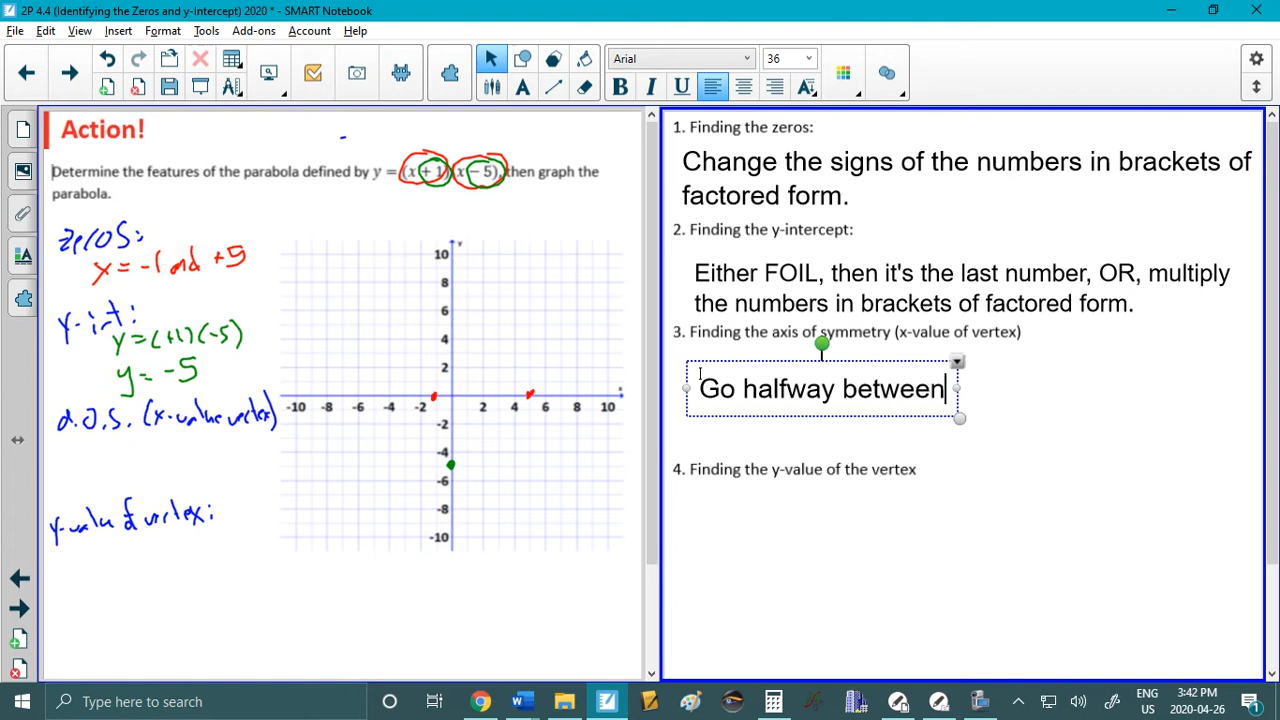 2P 4.4 (Identifying the Zeros and y-Intercept) 2020 * - SMART Notebook
File Edit View Insert Format Tools Add-ons Account Help
Arial 36
B I U
Action!
Determine the features of the parabola defined by y = (x + 1)(x − 5), then graph the
parabola.
zeros:
x = -1 and +5
y-int:
y = (+1)(-5)
y = -5
a.O.S. (x-value vertex)
y-value of vertex:
y
10
8
6
4
2
x
-10 -8 -6 -4 -2 2 4 6 8 10
-2
-4
-6
-8
-10
1. Finding the zeros:
Change the signs of the numbers in brackets of
factored form.
2. Finding the y-intercept:
Either FOIL, then it's the last number, OR, multiply
the numbers in brackets of factored form.
3. Finding the axis of symmetry (x-value of vertex)
Go halfway between
4. Finding the y-value of the vertex
Type here to search
ENG
US
3:42 PM
2020-04-26
1